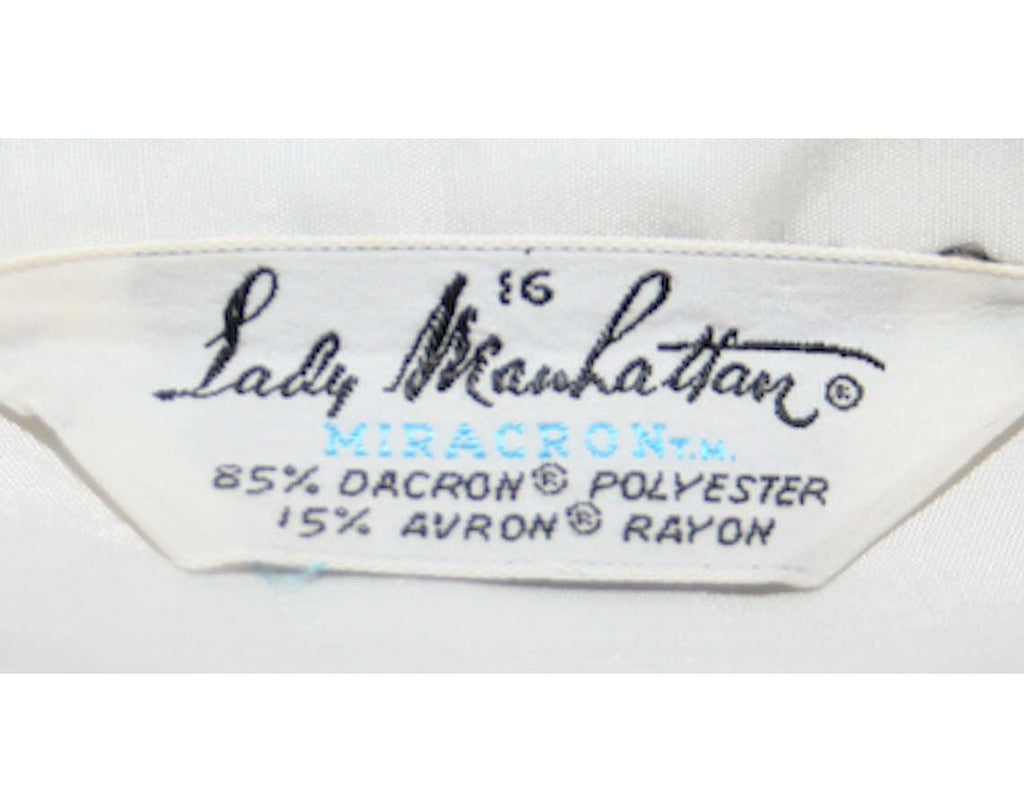 16
Lady Manhattan®
MIRACRON T.M.
85% DACRON® POLYESTER
15% AVRON® RAYON